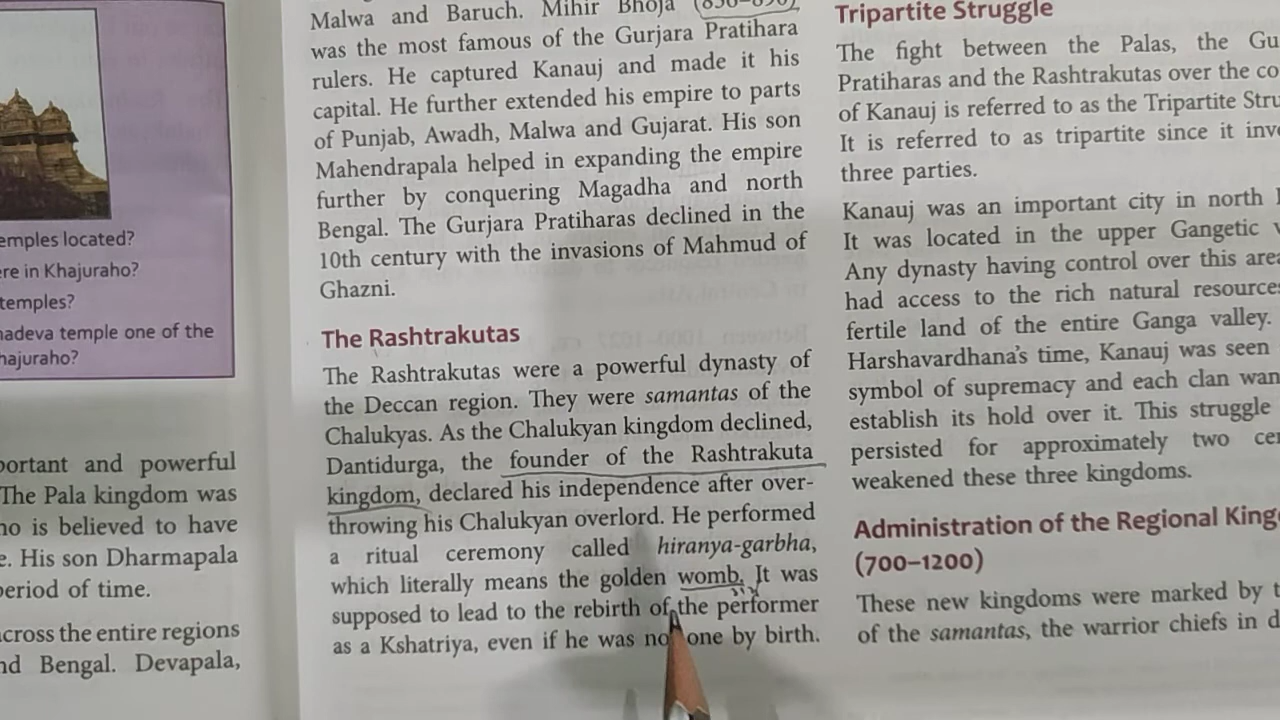 emples located?
ere in Khajuraho?
temples?
nadeva temple one of the
hajuraho?
portant and powerful
The Pala kingdom was
ho is believed to have
e. His son Dharmapala
period of time.
across the entire regions
nd Bengal. Devapala,
Malwa and Baruch. Mihir Bhoja
was the most famous of the Gurjara Pratihara
rulers. He captured Kanauj and made it his
capital. He further extended his empire to parts
of Punjab, Awadh, Malwa and Gujarat. His son
Mahendrapala helped in expanding the empire
further by conquering Magadha and north
Bengal. The Gurjara Pratiharas declined in the
10th century with the invasions of Mahmud of
Ghazni.
The Rashtrakutas
The Rashtrakutas were a powerful dynasty of
the Deccan region. They were samantas of the
Chalukyas. As the Chalukyan kingdom declined,
Dantidurga, the founder of the Rashtrakuta
kingdom, declared his independence after over-
throwing his Chalukyan overlord. He performed
a ritual ceremony called hiranya-garbha,
which literally means the golden womb. It was
supposed to lead to the rebirth of the performer
as a Kshatriya, even if he was not one by birth.
Tripartite Struggle
The fight between the Palas, the Gu
Pratiharas and the Rashtrakutas over the co
of Kanauj is referred to as the Tripartite Stru
It is referred to as tripartite since it inv
three parties.
Kanauj was an important city in north
It was located in the upper Gangetic
Any dynasty having control over this area
had access to the rich natural resources
fertile land of the entire Ganga valley.
Harshavardhana's time, Kanauj was seen
symbol of supremacy and each clan wan
establish its hold over it. This struggle
persisted for approximately two cen
weakened these three kingdoms.
Administration of the Regional King
(700–1200)
These new kingdoms were marked by t
of the samantas, the warrior chiefs in d